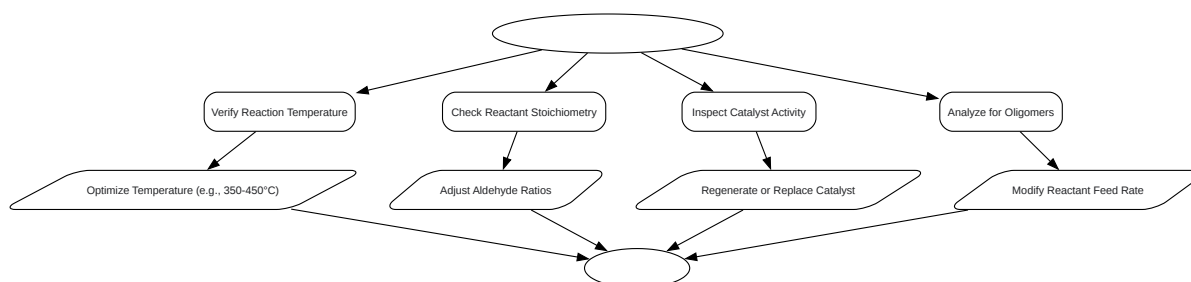 Verify Reaction Temperature
Check Reactant Stoichiometry
Inspect Catalyst Activity
Analyze for Oligomers
Optimize Temperature (e.g., 350-450°C)
Adjust Aldehyde Ratios
Regenerate or Replace Catalyst
Modify Reactant Feed Rate